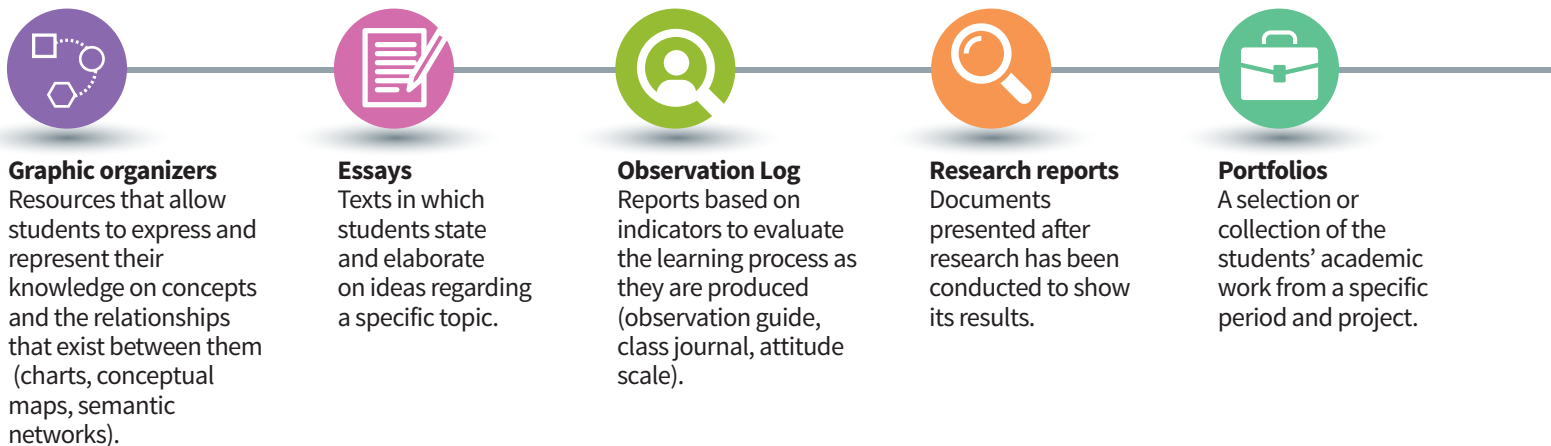 Graphic organizers
Resources that allow
students to express and
represent their
knowledge on concepts
and the relationships
that exist between them
(charts, conceptual
maps, semantic
networks).
Essays
Texts in which
students state
and elaborate
on ideas regarding
a specific topic.
Observation Log
Reports based on
indicators to evaluate
the learning process as
they are produced
(observation guide,
class journal, attitude
scale).
Research reports
Documents
presented after
research has been
conducted to show
its results.
Portfolios
A selection or
collection of the
students’ academic
work from a specific
period and project.